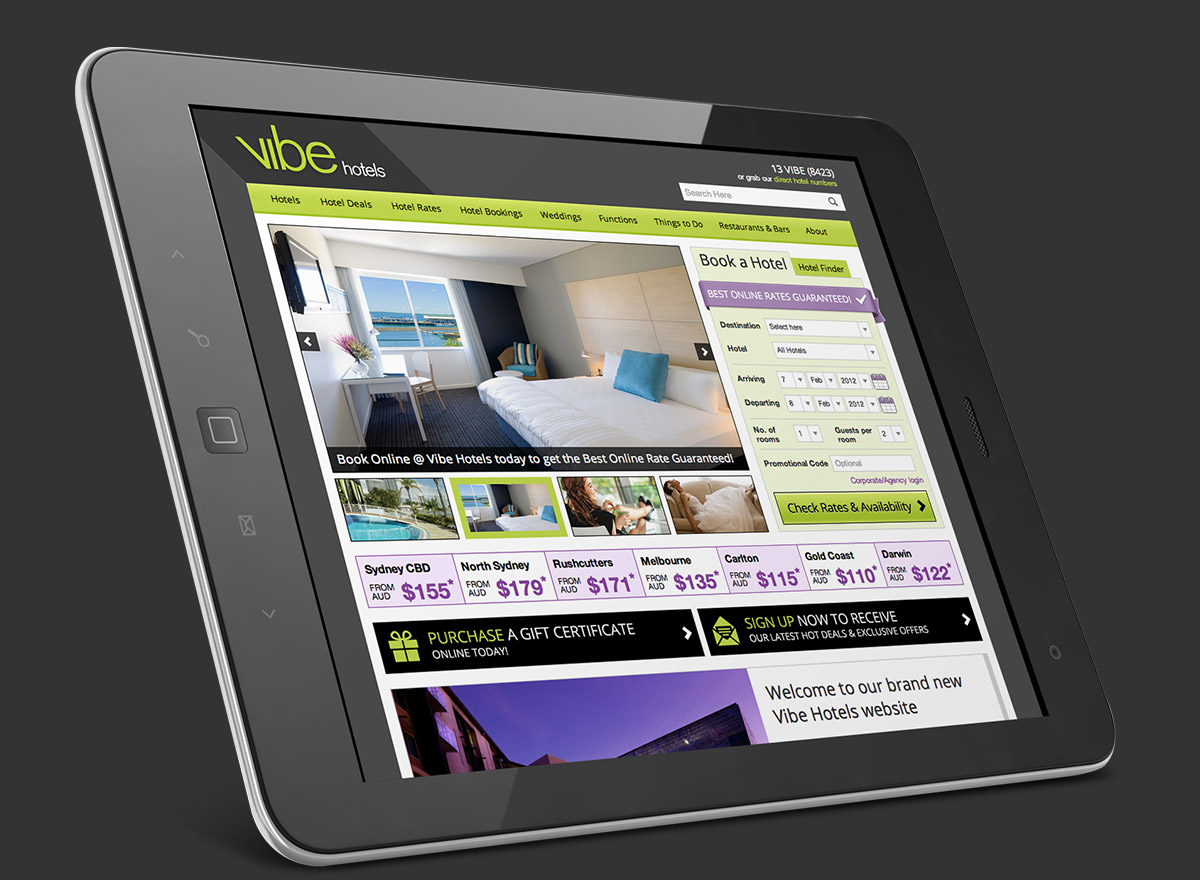 vibe hotels
13 VIBE (8423)
or grab our direct hotel numbers
Search Here
Hotels Hotel Deals Hotel Rates Hotel Bookings Weddings Functions Things to Do Restaurants & Bars About
Book a Hotel Hotel Finder
BEST ONLINE RATES GUARANTEED!
Destination Select here
Hotel All Hotels
Arriving 7 Feb 2012
Departing 8 Feb 2012
No. of rooms 1 Guests per room 2
Promotional Code Optional
Corporate/Agency login
Check Rates & Availability
Book Online @ Vibe Hotels today to get the Best Online Rate Guaranteed!
Sydney CBD
FROM AUD $155*
North Sydney
FROM AUD $179*
Rushcutters
FROM AUD $171*
Melbourne
FROM AUD $135*
Carlton
FROM AUD $115*
Gold Coast
FROM AUD $110*
Darwin
FROM AUD $122*
PURCHASE A GIFT CERTIFICATE
ONLINE TODAY!
SIGN UP NOW TO RECEIVE
OUR LATEST HOT DEALS & EXCLUSIVE OFFERS
Welcome to our brand new
Vibe Hotels website